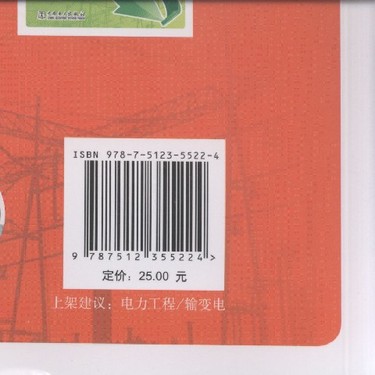 ISBN 978-7-5123-5522-4
9 787512 355224 >
定价：25.00 元
上架建议：电力工程/输变电